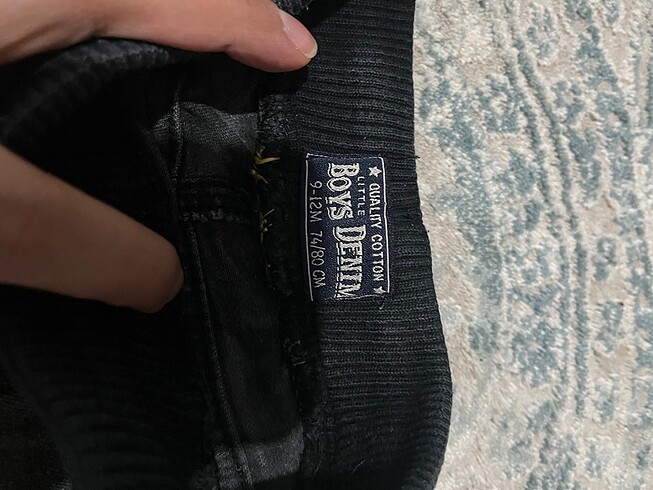 ★ QUALITY COTTON ★
LITTLE
BOYS DENIM
9-12M 74/80 CM